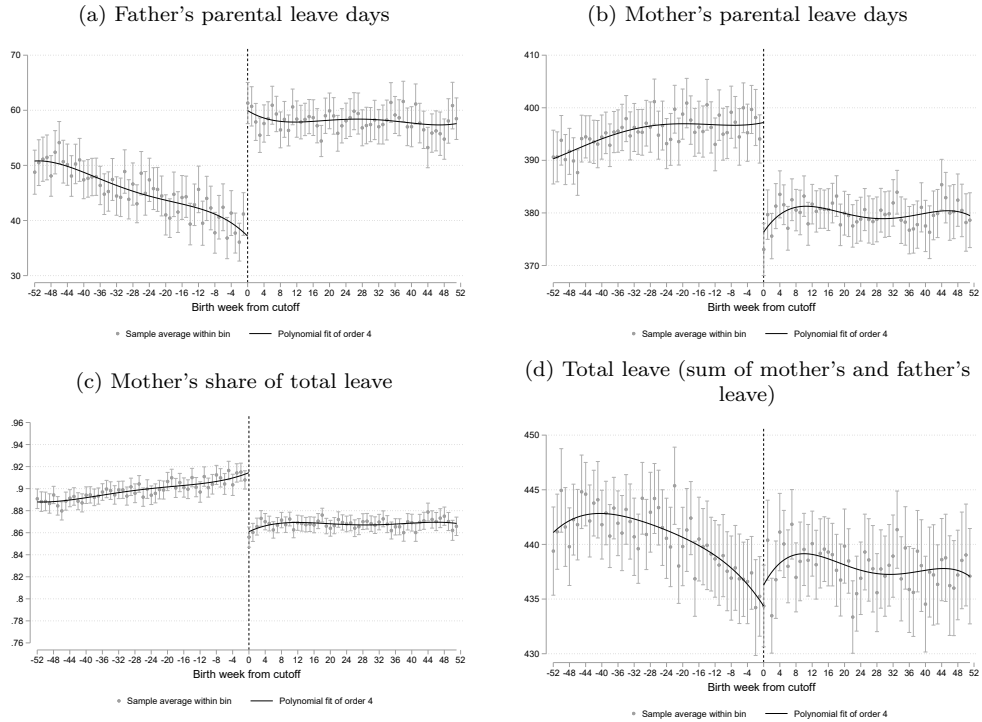 (a) Father's parental leave days
70
60
50
40
30
-52 -48 -44 -40 -36 -32 -28 -24 -20 -16 -12 -8 -4 0 4 8 12 16 20 24 28 32 36 40 44 48 52
Birth week from cutoff
Sample average within bin Polynomial fit of order 4
(b) Mother's parental leave days
410
400
390
380
370
-52 -48 -44 -40 -36 -32 -28 -24 -20 -16 -12 -8 -4 0 4 8 12 16 20 24 28 32 36 40 44 48 52
Birth week from cutoff
Sample average within bin Polynomial fit of order 4
(c) Mother's share of total leave
.96
.94
.92
.9
.88
.86
.84
.82
.8
.78
.76
-52 -48 -44 -40 -36 -32 -28 -24 -20 -16 -12 -8 -4 0 4 8 12 16 20 24 28 32 36 40 44 48 52
Birth week from cutoff
Sample average within bin Polynomial fit of order 4
(d) Total leave (sum of mother's and father's
leave)
450
445
440
435
430
-52 -48 -44 -40 -36 -32 -28 -24 -20 -16 -12 -8 -4 0 4 8 12 16 20 24 28 32 36 40 44 48 52
Birth week from cutoff
Sample average within bin Polynomial fit of order 4